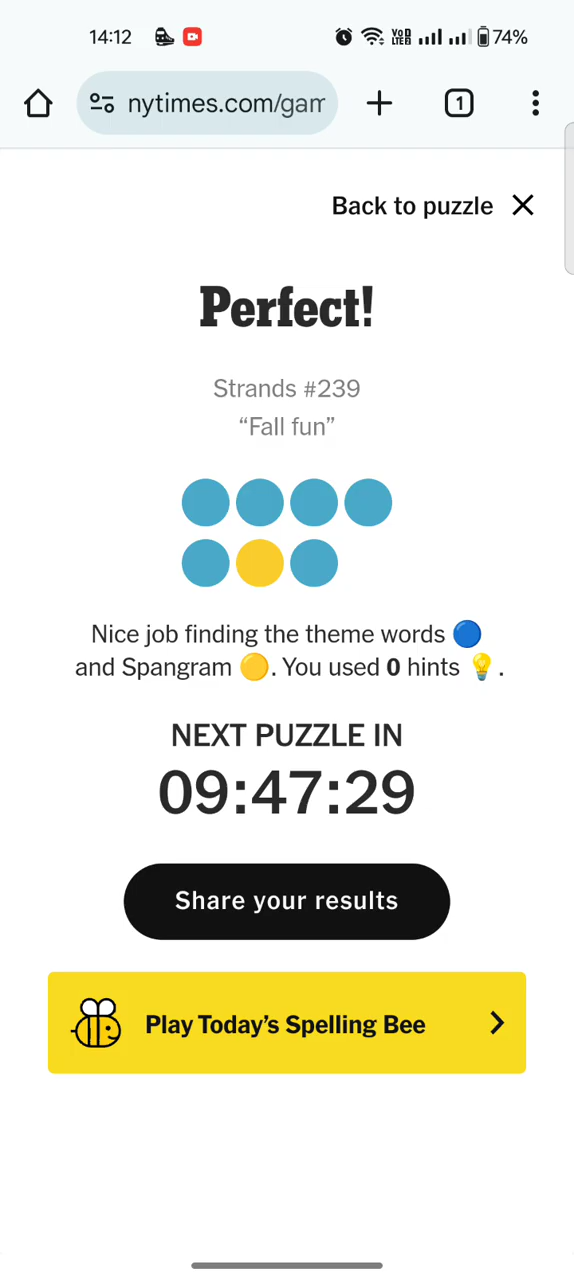 14:12
74%
nytimes.com/gam
1
Back to puzzle
Perfect!
Strands #239
“Fall fun”
Nice job finding the theme words
and Spangram . You used 0 hints .
NEXT PUZZLE IN
09:47:29
Share your results
Play Today’s Spelling Bee